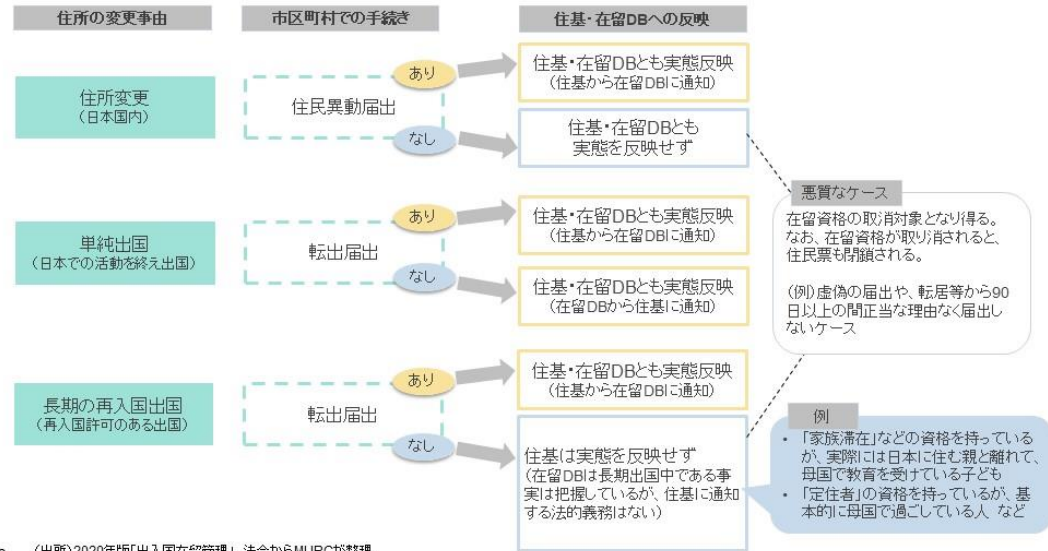 住所の変更事由
市区町村での手続き
住基・在留DBへの反映
住所変更
(日本国内)
住民異動届出
あり
なし
住基・在留DBとも実態反映
(住基から在留DBに通知)
住基・在留DBとも
実態を反映せず
単純出国
(日本での活動を終え出国)
転出届出
あり
なし
住基・在留DBとも実態反映
(住基から在留DBに通知)
住基・在留DBとも実態反映
(在留DBから住基に通知)
長期の再入国出国
(再入国許可のある出国)
転出届出
あり
なし
住基・在留DBとも実態反映
(住基から在留DBに通知)
住基は実態を反映せず
(在留DBは長期出国中である事
実は把握しているが、住基に通知
する法的義務はない)
悪質なケース
在留資格の取消対象となり得る。
なお、在留資格が取り消されると、
住民票も閉鎖される。
(例)虚偽の届出や、転居等から90
日以上の間正当な理由なく届出し
ないケース
例
• 「家族滞在」などの資格を持っている
が、実際には日本に住む親と離れて、
母国で教育を受けている子ども
• 「定住者」の資格を持っているが、基
本的に母国で過ごしている人 など
(出所)2020年版「出入国在留管理」、法令からMURCが整理